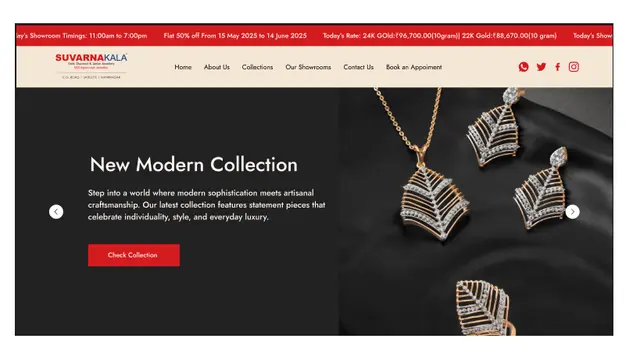 ay's Showroom Timings: 11:00am to 7:00pm Flat 50% off From 15 May 2025 to 14 June 2025 Today's Rate: 24K GOld:₹96,700.00(10gram)| 22K Gold:₹88,670.00(10 gram) Today's Show
SUVARNAKALA
Home About Us Collections Our Showrooms Contact Us Book an Appoiment
New Modern Collection
Step into a world where modern sophistication meets artisanal
craftsmanship. Our latest collection features statement pieces that
celebrate individuality, style, and everyday luxury.
Check Collection